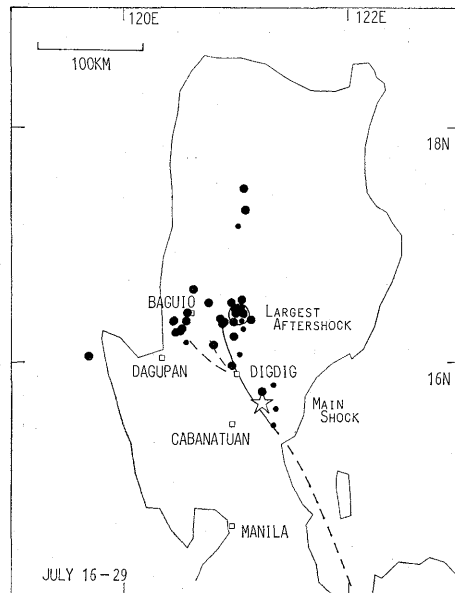 120E
122E
100KM
18N
BAGUIO
LARGEST
AFTERSHOCK
DAGUPAN
DIGDIG
16N
MAIN
SHOCK
CABANATUAN
MANILA
JULY 16-29